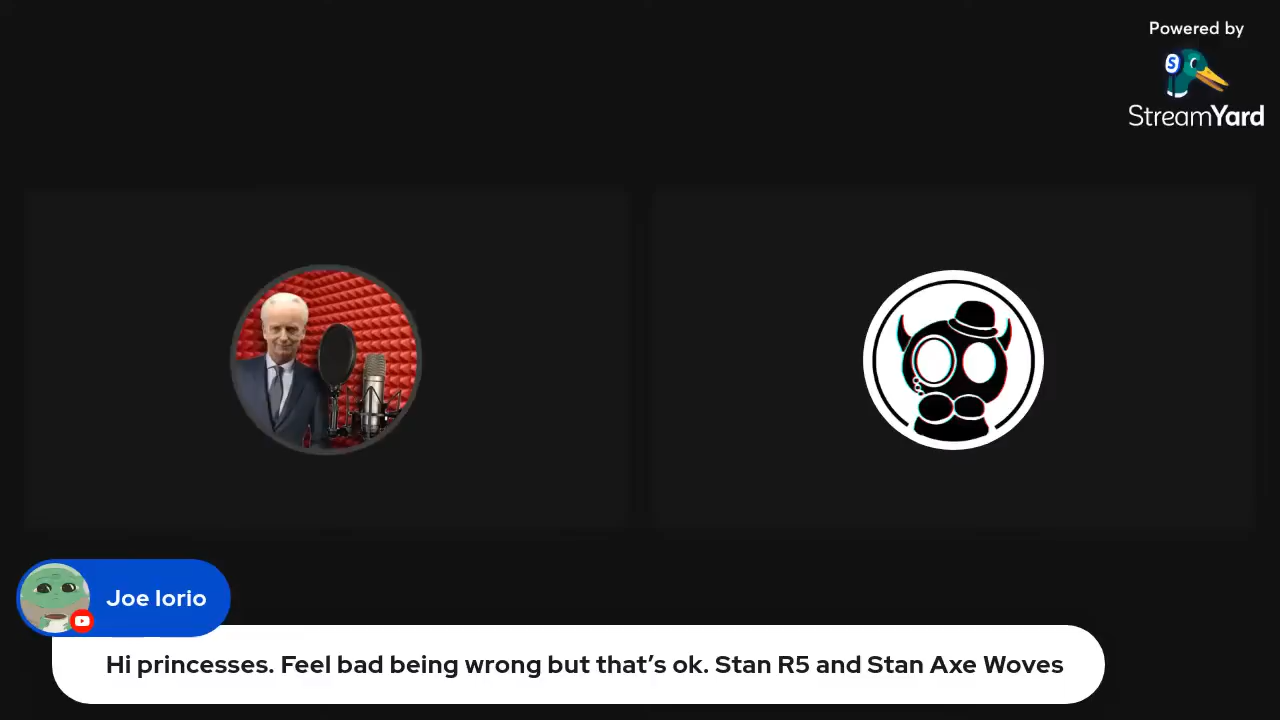 Powered by
StreamYard
Joe Iorio
Hi princesses. Feel bad being wrong but that’s ok. Stan R5 and Stan Axe Woves